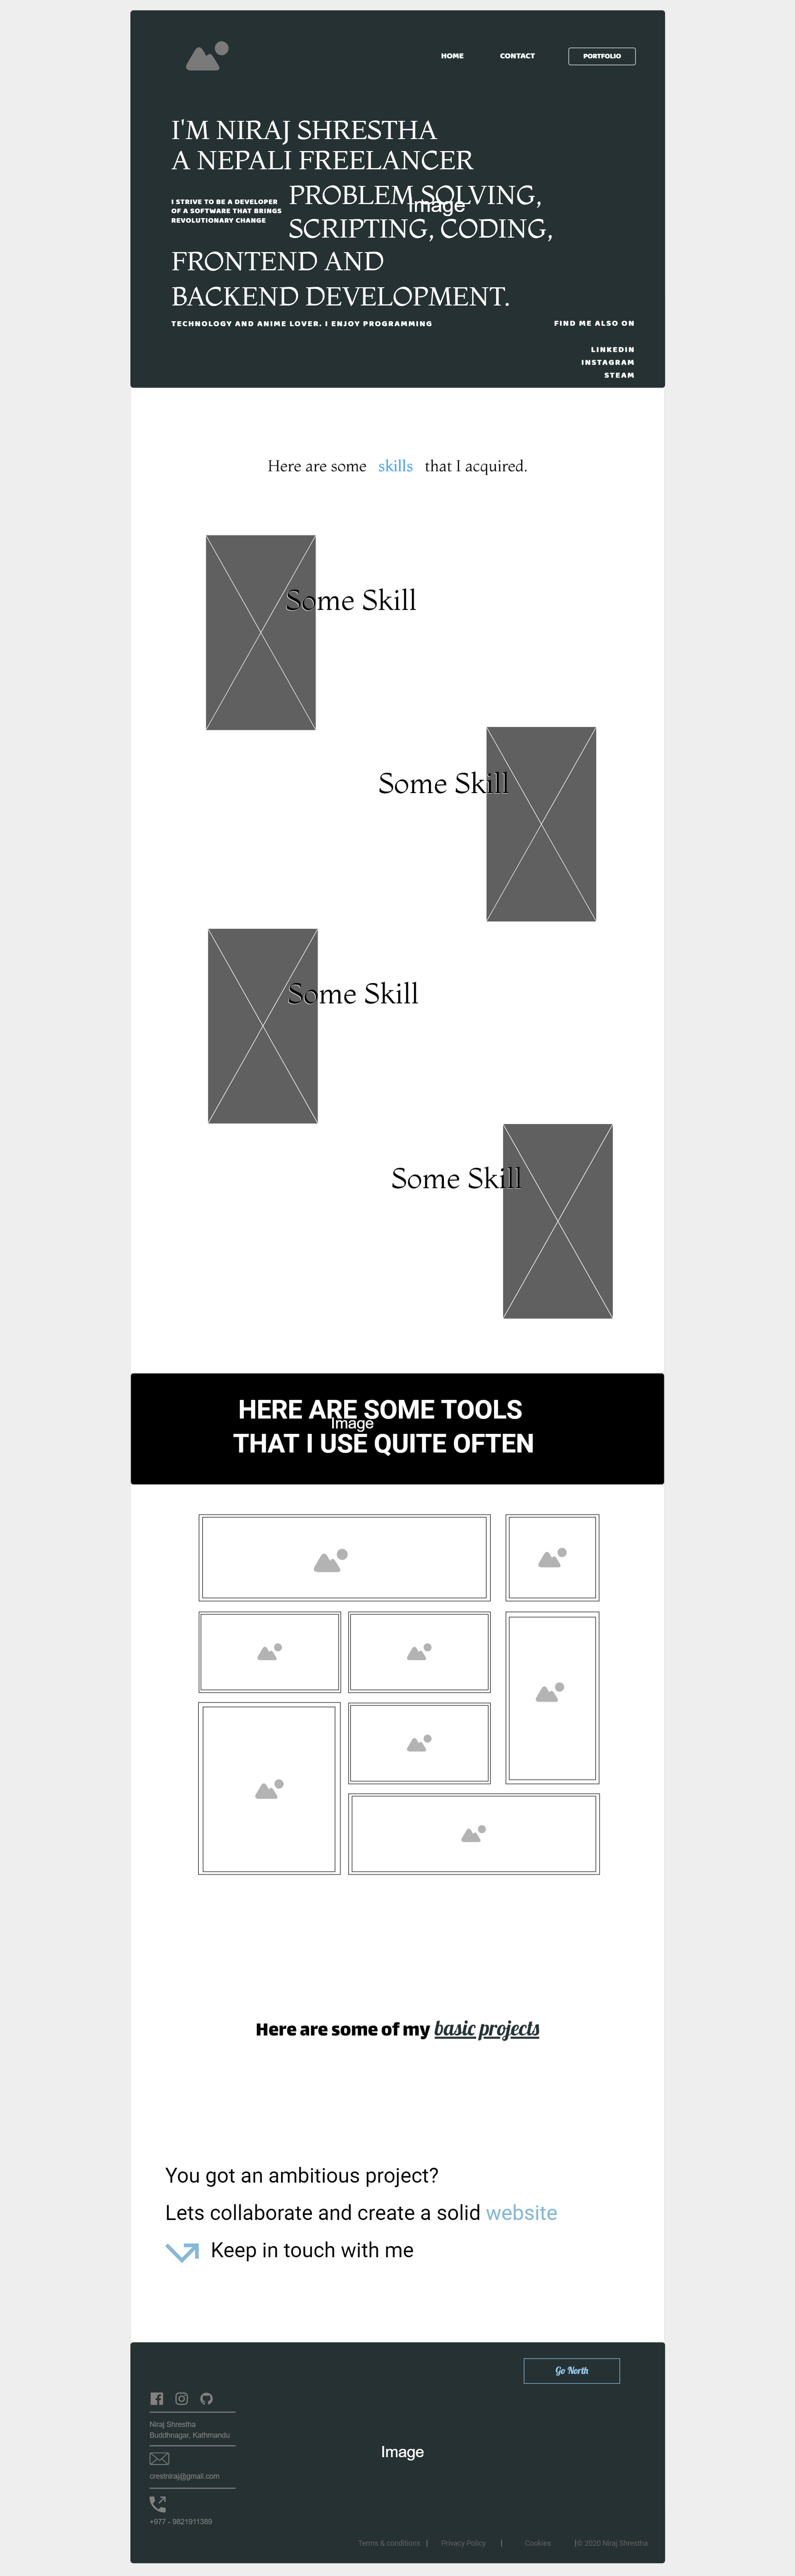 HOME CONTACT PORTFOLIO
I'M NIRAJ SHRESTHA
A NEPALI FREELANCER
I STRIVE TO BE A DEVELOPER
OF A SOFTWARE THAT BRINGS
REVOLUTIONARY CHANGE
PROBLEM SOLVING,
Image
SCRIPTING, CODING,
FRONTEND AND
BACKEND DEVELOPMENT.
TECHNOLOGY AND ANIME LOVER. I ENJOY PROGRAMMING
FIND ME ALSO ON
LINKEDIN
INSTAGRAM
STEAM
Here are some skills that I acquired.
Some Skill
Some Skill
Some Skill
Some Skill
HERE ARE SOME TOOLS
Image
THAT I USE QUITE OFTEN
Here are some of my basic projects
You got an ambitious project?
Lets collaborate and create a solid website
Keep in touch with me
Go North
Niraj Shrestha
Buddhnagar, Kathmandu
Image
crestniraj@gmail.com
+977 - 9821911389
Terms & conditions | Privacy Policy | Cookies |© 2020 Niraj Shrestha